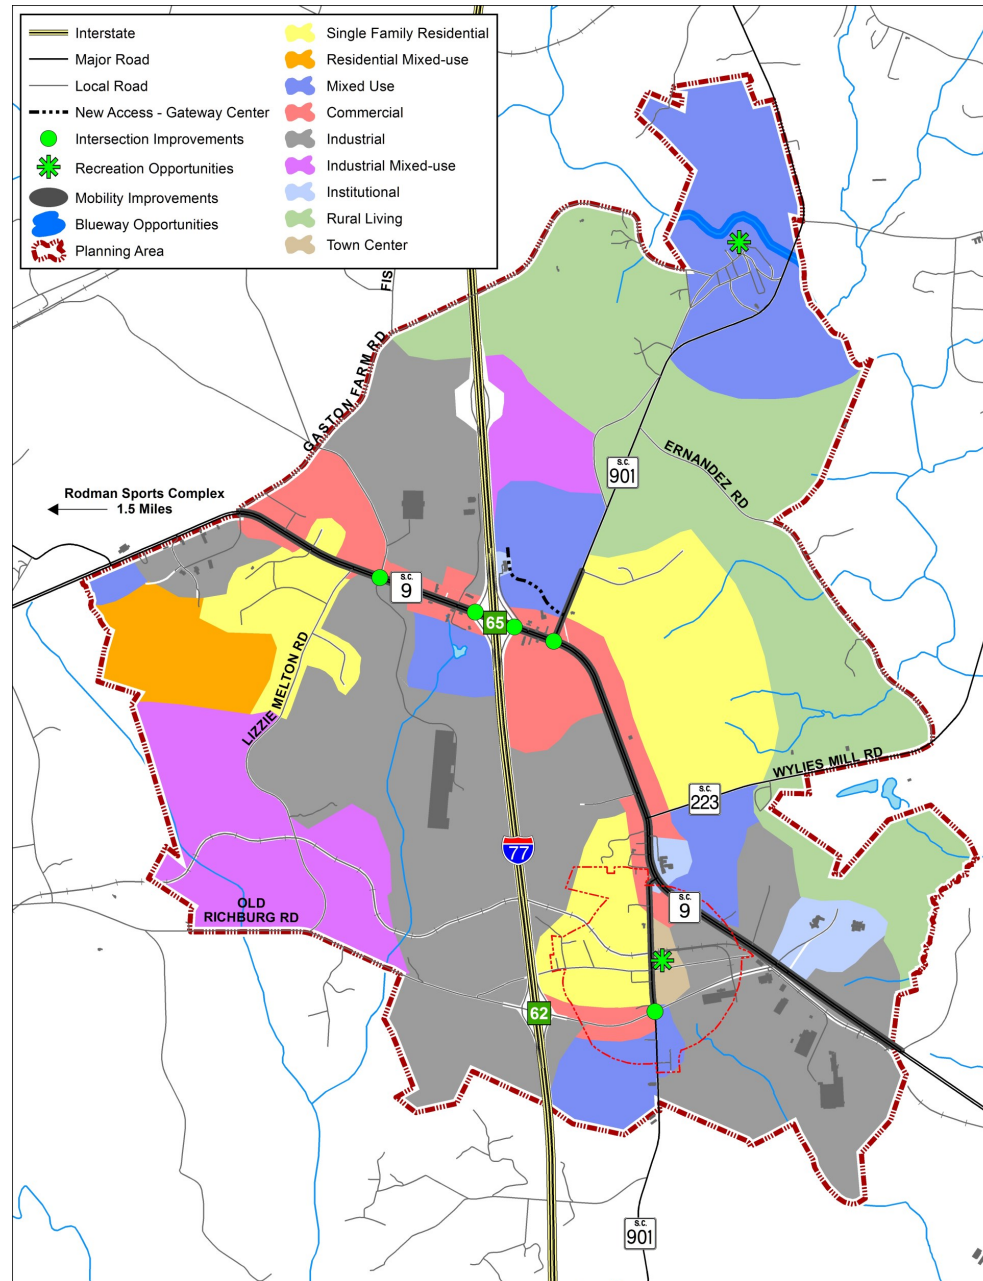 Interstate
Major Road
Local Road
New Access - Gateway Center
Intersection Improvements
Recreation Opportunities
Mobility Improvements
Blueway Opportunities
Planning Area
Single Family Residential
Residential Mixed-use
Mixed Use
Commercial
Industrial
Industrial Mixed-use
Institutional
Rural Living
Town Center
FIS
GASTON FARM RD
S.C.
901
ERNANDEZ RD
Rodman Sports Complex
1.5 Miles
S.C.
9
65
LIZZIE MELTON RD
WYLIES MILL RD
S.C.
223
77
OLD
RICHBURG RD
S.C.
9
62
S.C.
901